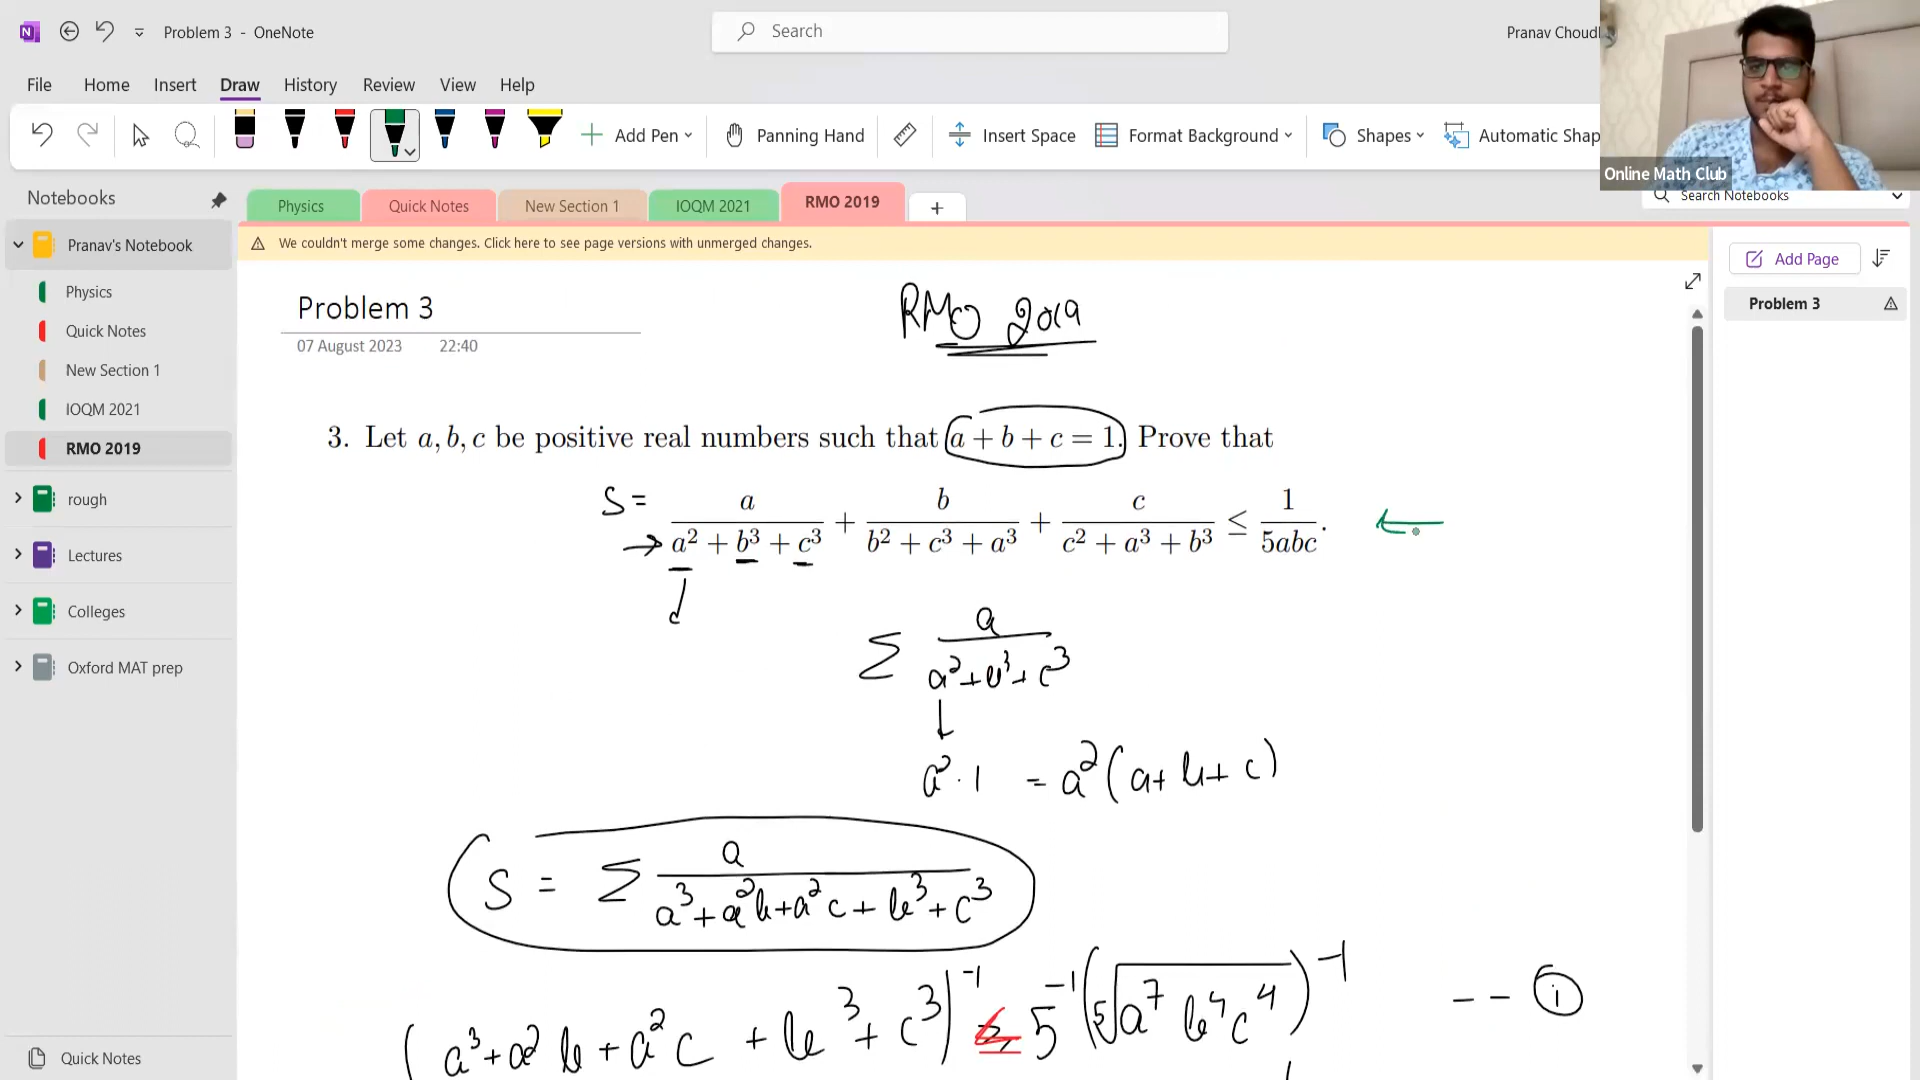 Problem 3 - OneNote
Search
Pranav Choud
File Home Insert Draw History Review View Help
Add Pen Panning Hand Insert Space Format Background Shapes Automatic Shap
Online Math Club
Notebooks
Physics Quick Notes New Section 1 IOQM 2021 RMO 2019 +
Search Notebooks
Pranav's Notebook
We couldn't merge some changes. Click here to see page versions with unmerged changes.
Add Page
Physics
Quick Notes
New Section 1
IOQM 2021
RMO 2019
rough
Lectures
Colleges
Oxford MAT prep
Quick Notes
Problem 3
Problem 3
07 August 2023 22:40
RMO 2019
3. Let a, b, c be positive real numbers such that a + b + c = 1. Prove that
S = a/(a² + b³ + c³) + b/(b² + c³ + a³) + c/(c² + a³ + b³) ≤ 1/(5abc).
Σ a/(a²+b³+c³)
a²·1 = a²(a+b+c)
S = Σ a/(a³+a²b+a²c+b³+c³)
(a³+a²b+a²c+b³+c³)⁻¹ ≤ 5⁻¹(⁵√(a⁷b⁴c⁴))⁻¹ -- ①